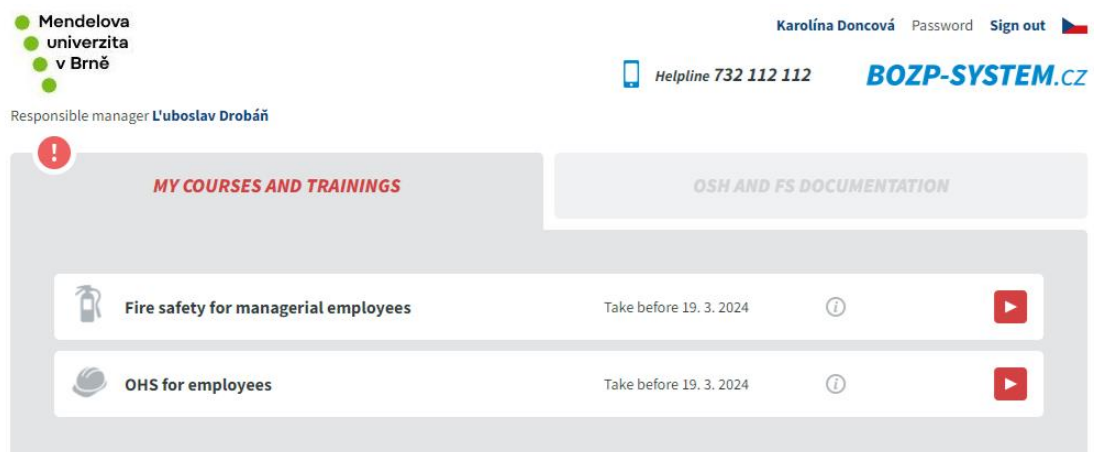 Mendelova
univerzita
v Brně
Karolína Doncová Password Sign out
Helpline 732 112 112
BOZP-SYSTEM.CZ
Responsible manager L'uboslav Drobáň
!
MY COURSES AND TRAININGS
OSH AND FS DOCUMENTATION
Fire safety for managerial employees Take before 19. 3. 2024 i
OHS for employees Take before 19. 3. 2024 i